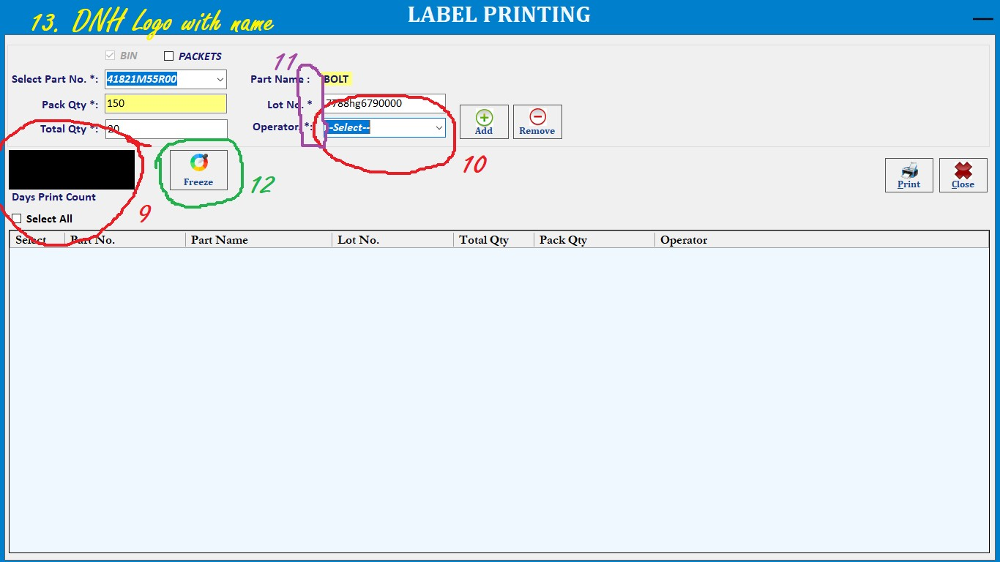 13. DNH Logo with name
LABEL PRINTING
BIN PACKETS
11
Select Part No. *: 41821M55R00 Part Name : BOLT
Pack Qty *: 150 Lot No. * 7788hg6790000
Total Qty *: 20 Operator. *: --Select-- Add Remove
10
Freeze 12 Print Close
Days Print Count
9
Select All
Select Part No. Part Name Lot No. Total Qty Pack Qty Operator